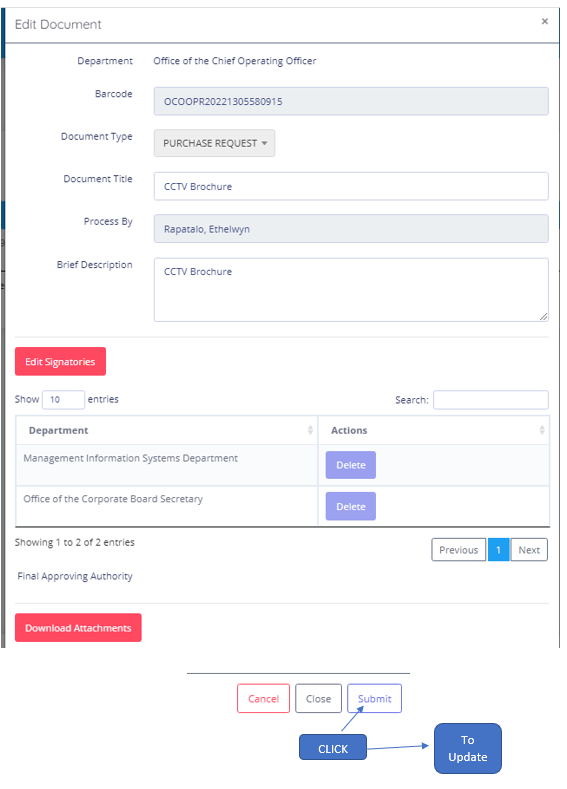 Edit Document ×
Department Office of the Chief Operating Officer
Barcode OCOOPR20221305580915
Document Type PURCHASE REQUEST
Document Title CCTV Brochure
Process By Rapatalo, Ethelwyn
Brief Description CCTV Brochure
Edit Signatories
Show 10 entries Search:
Department Actions
Management Information Systems Department Delete
Office of the Corporate Board Secretary Delete
Showing 1 to 2 of 2 entries Previous 1 Next
Final Approving Authority
Download Attachments
Cancel Close Submit
CLICK
To
Update